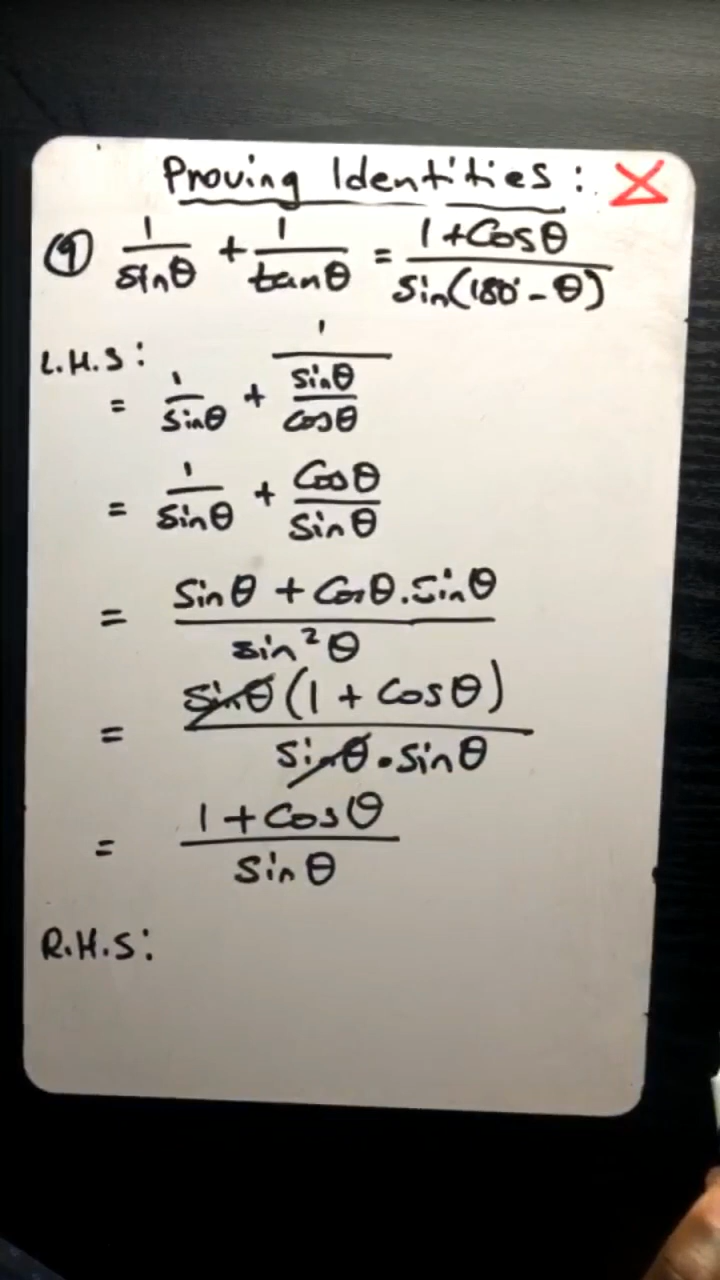 Proving Identities:
① 1/sinθ + 1/tanθ = (1+Cosθ)/(Sin(180°-θ))
L.H.S:
= 1/Sinθ + 1/(sinθ/cosθ)
= 1/Sinθ + Cosθ/Sinθ
= (Sinθ + Cosθ.Sinθ)/(sin²θ)
= (sinθ(1 + Cosθ))/(sinθ.sinθ)
= (1+Cosθ)/(Sinθ)
R.H.S: